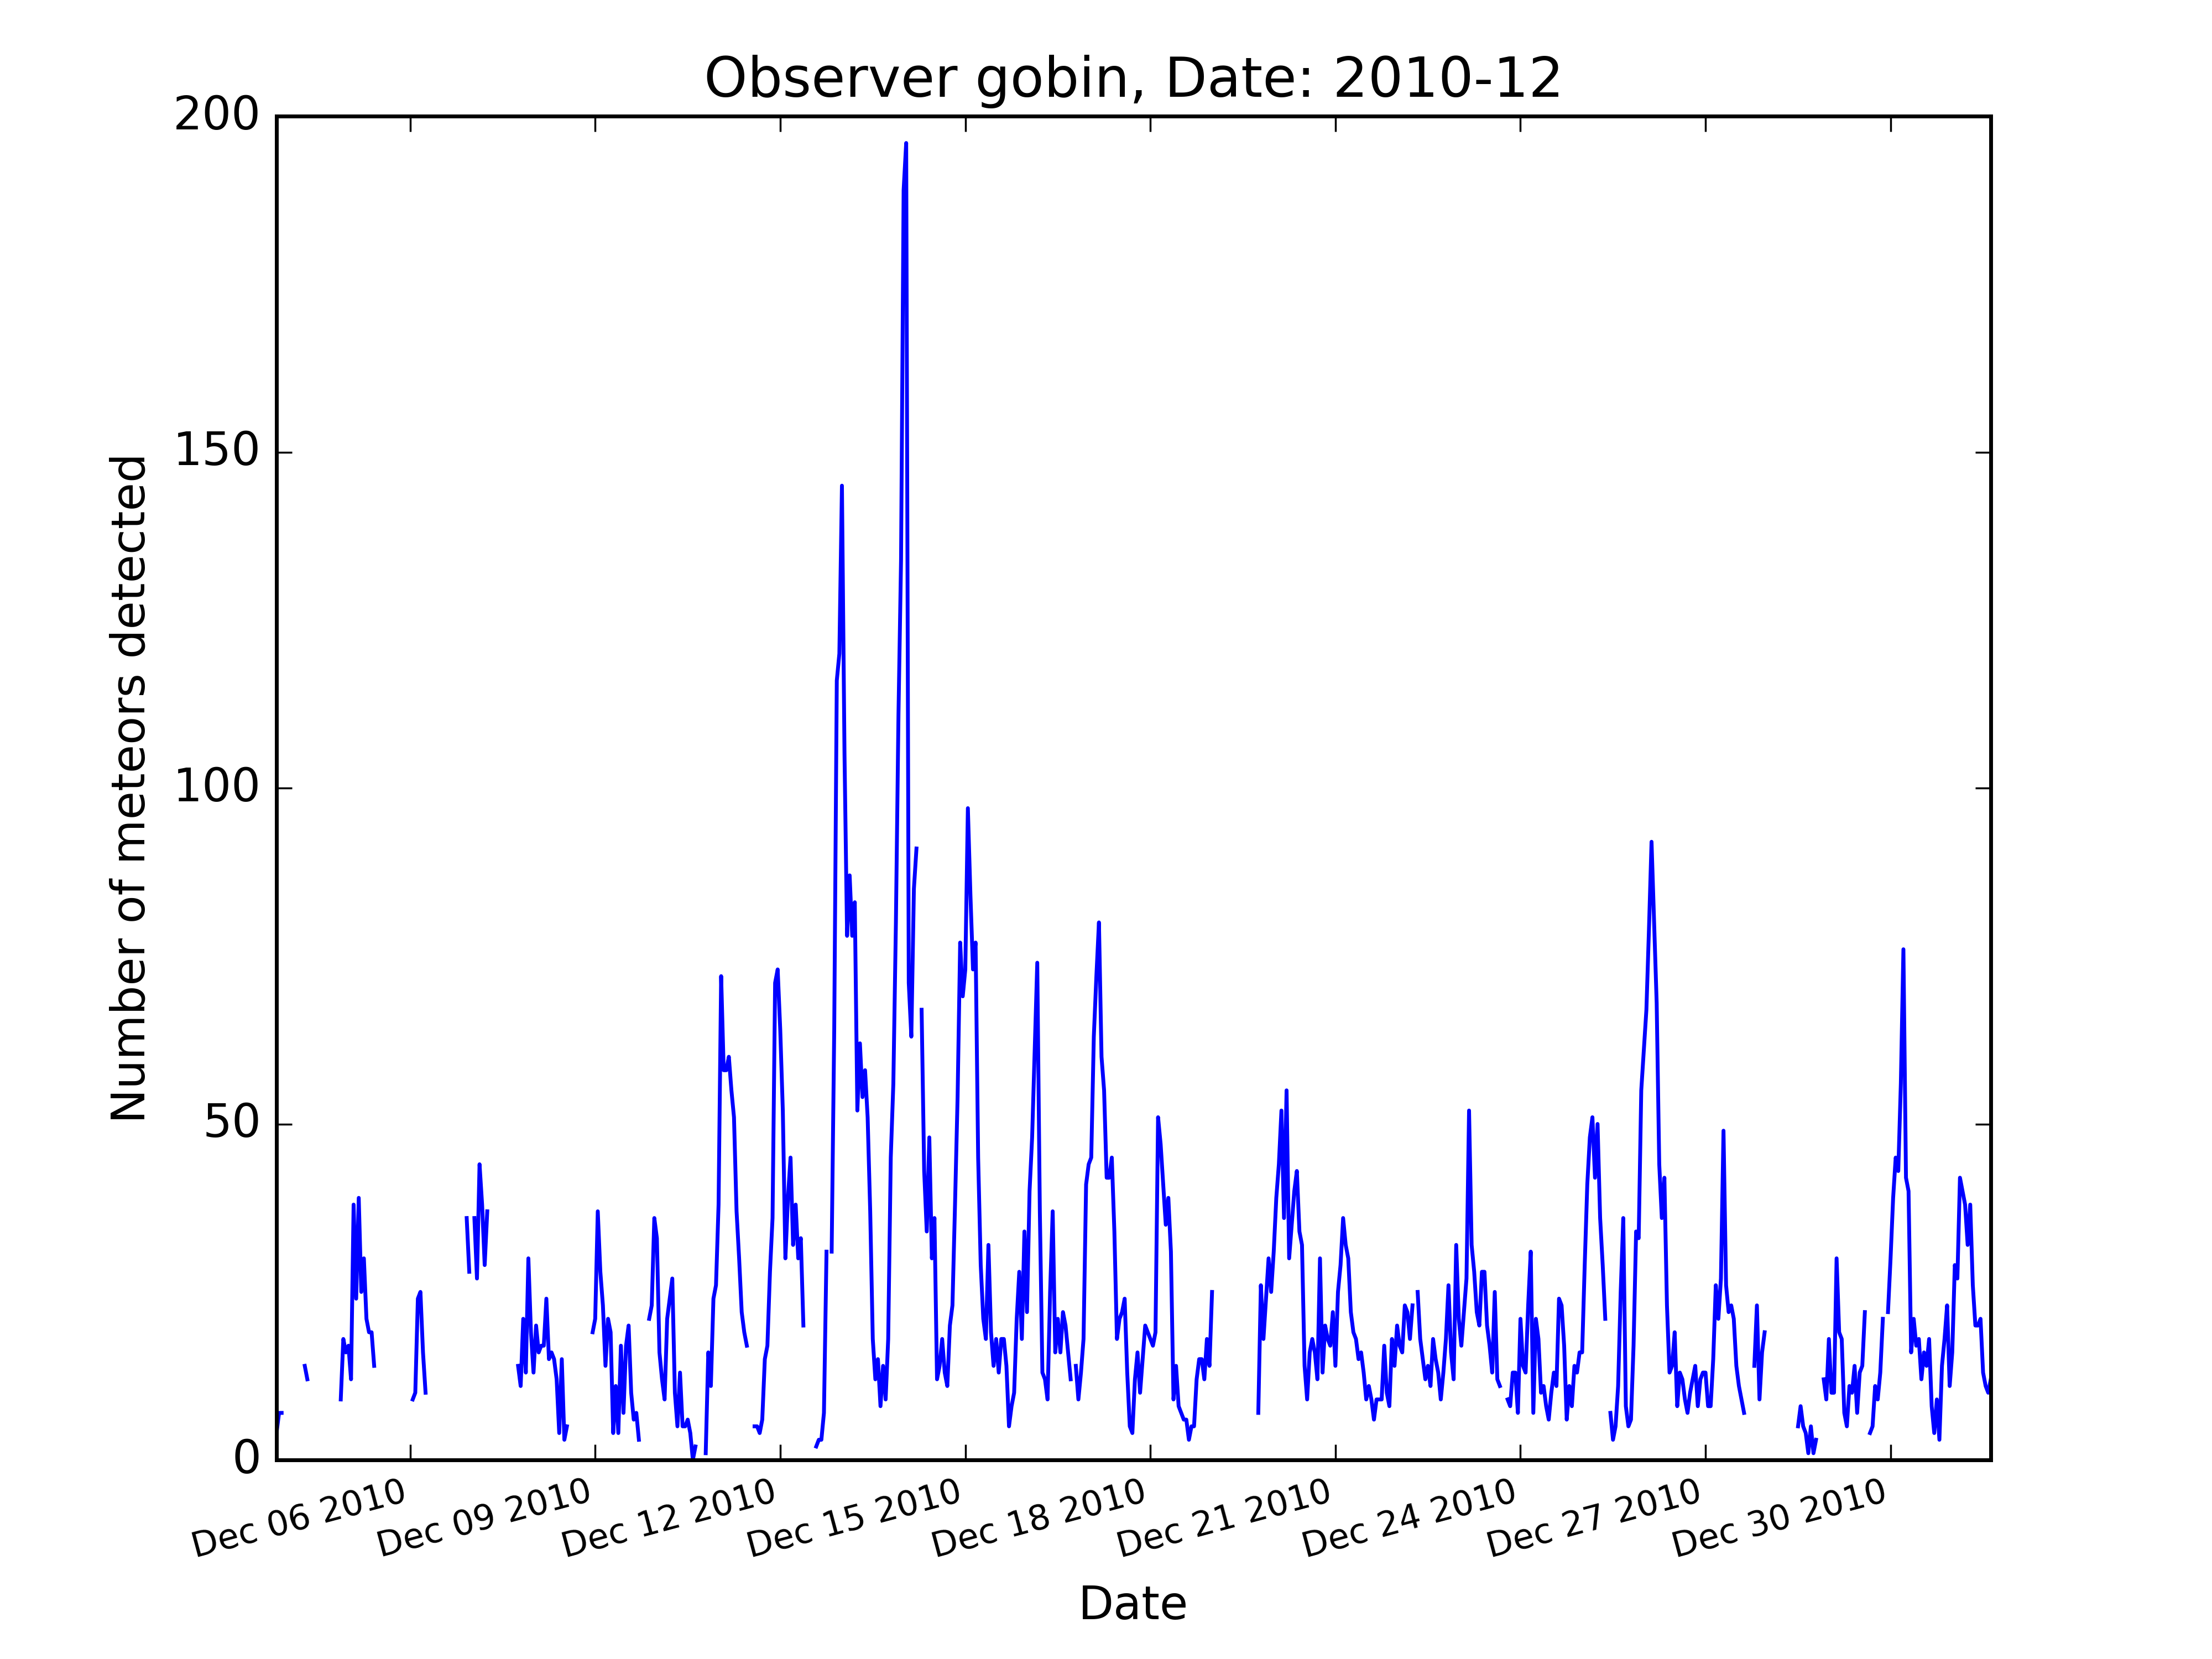 Observer gobin, Date: 2010-12
200
150
100
50
0
Number of meteors detected
Dec 06 2010
Dec 09 2010
Dec 12 2010
Dec 15 2010
Dec 18 2010
Dec 21 2010
Dec 24 2010
Dec 27 2010
Dec 30 2010
Date